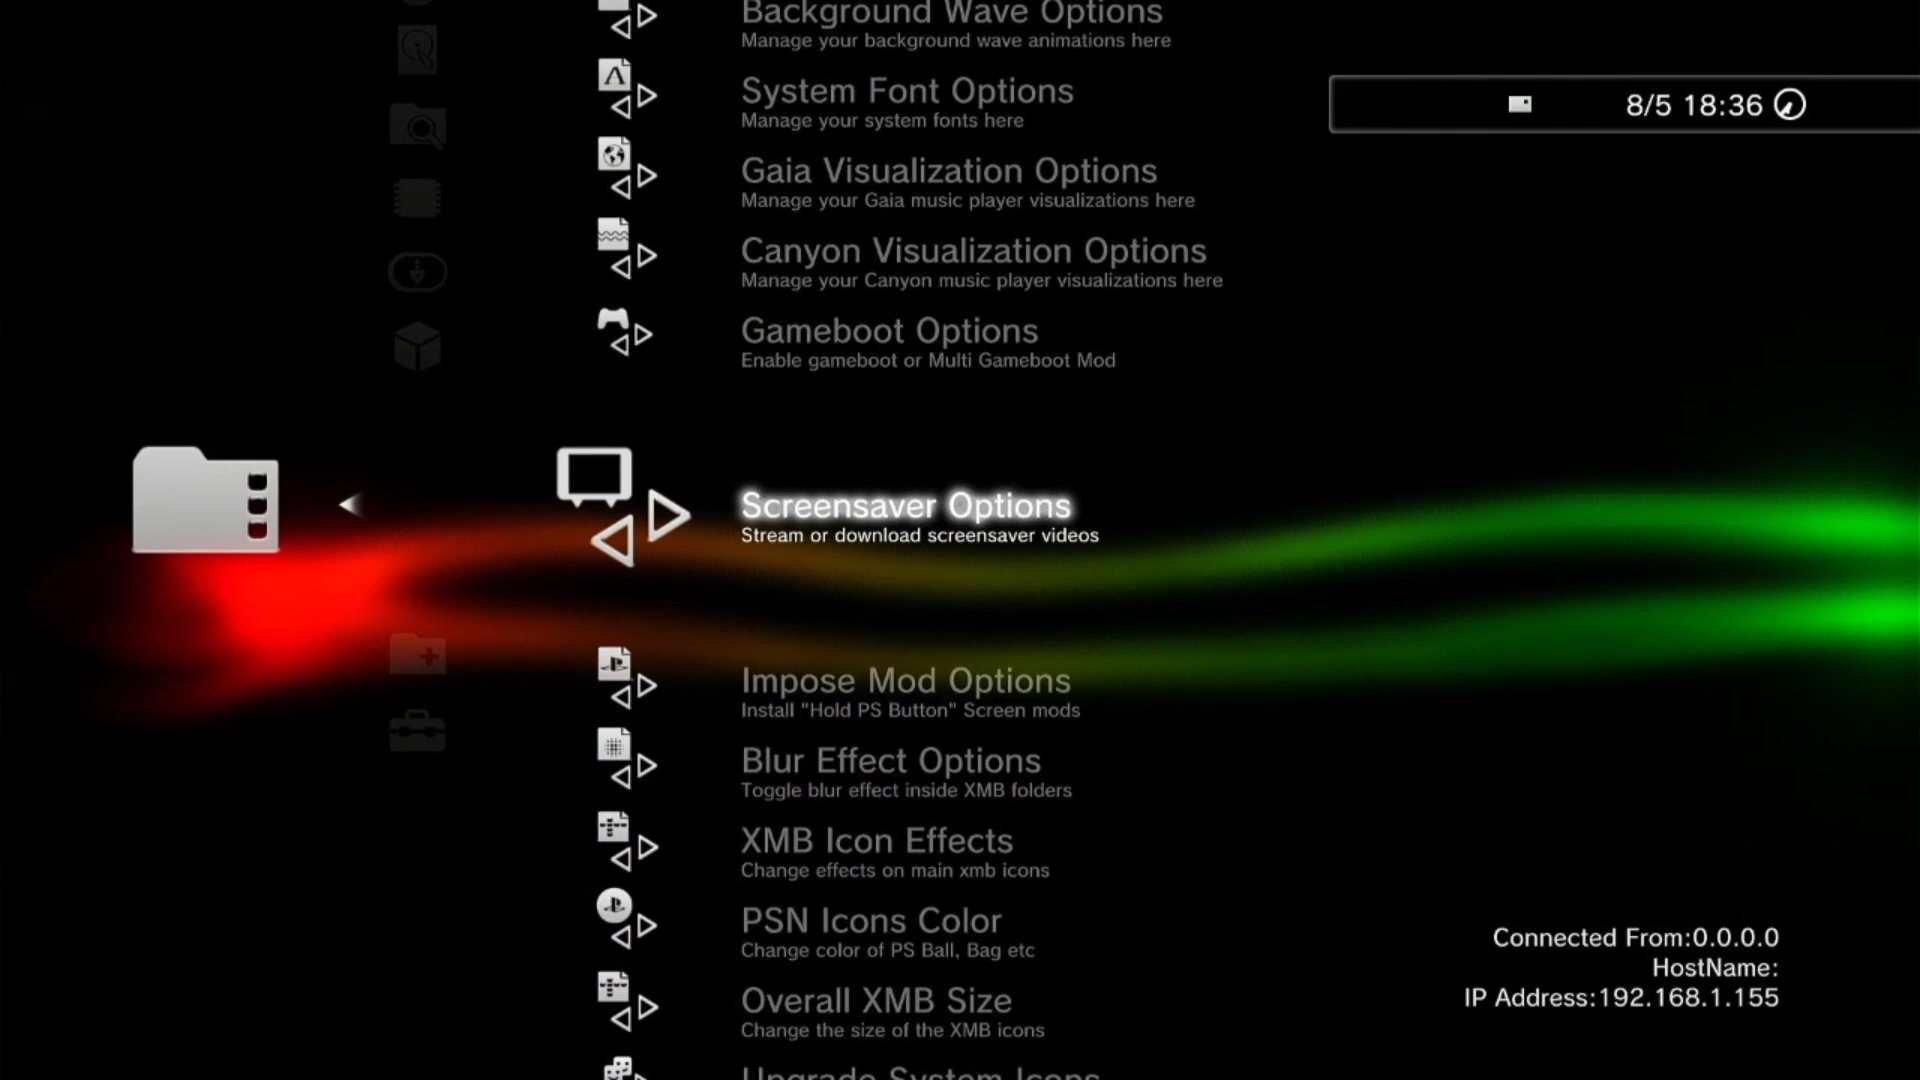 Background Wave Options
Manage your background wave animations here
System Font Options
Manage your system fonts here
8/5 18:36
Gaia Visualization Options
Manage your Gaia music player visualizations here
Canyon Visualization Options
Manage your Canyon music player visualizations here
Gameboot Options
Enable gameboot or Multi Gameboot Mod
Screensaver Options
Stream or download screensaver videos
Impose Mod Options
Install "Hold PS Button" Screen mods
Blur Effect Options
Toggle blur effect inside XMB folders
XMB Icon Effects
Change effects on main xmb icons
PSN Icons Color
Change color of PS Ball, Bag etc
Overall XMB Size
Change the size of the XMB icons
Upgrade System Icons
Connected From:0.0.0.0
HostName:
IP Address:192.168.1.155